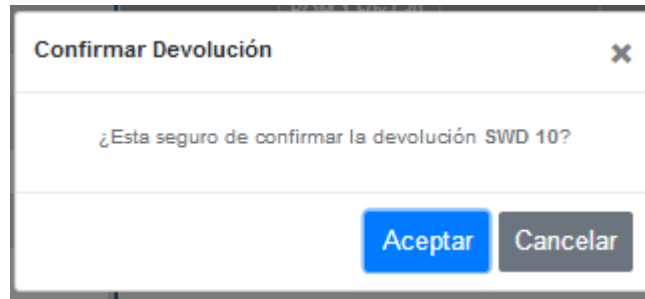 Confirmar Devolución ×
¿Esta seguro de confirmar la devolución SWD 10?
Aceptar Cancelar